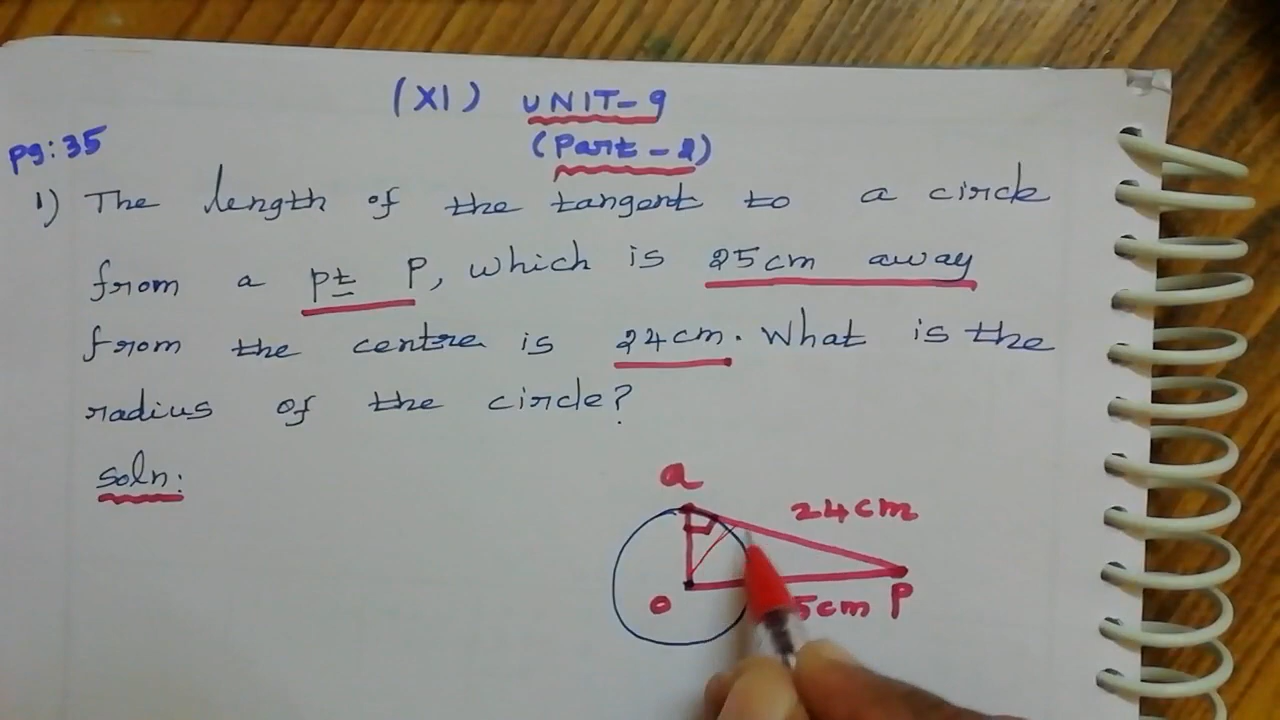 (XI) UNIT-9
(Part-2)
pg:35
1) The length of the tangent to a circle
from a pt P, which is 25cm away
from the centre is 24cm. What is the
radius of the circle?
Soln:
Q
24cm
O
5cm P